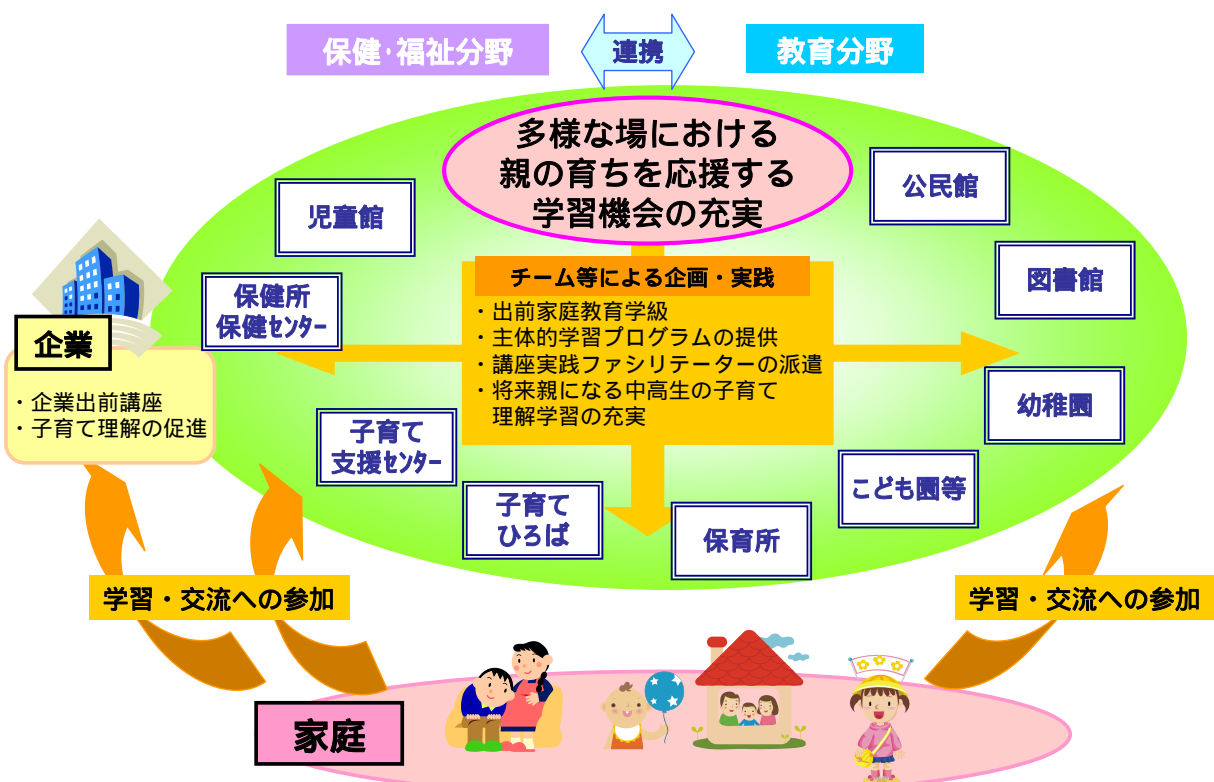 保健・福祉分野
連携
教育分野
多様な場における
親の育ちを応援する
学習機会の充実
公民館
児童館
図書館
チーム等による企画・実践
・出前家庭教育学級
・主体的学習プログラムの提供
・講座実践ファシリテーターの派遣
・将来親になる中高生の子育て
理解学習の充実
保健所
保健センター
企業
・企業出前講座
・子育て理解の促進
幼稚園
子育て
支援センター
こども園等
子育て
ひろば
保育所
学習・交流への参加
学習・交流への参加
家庭